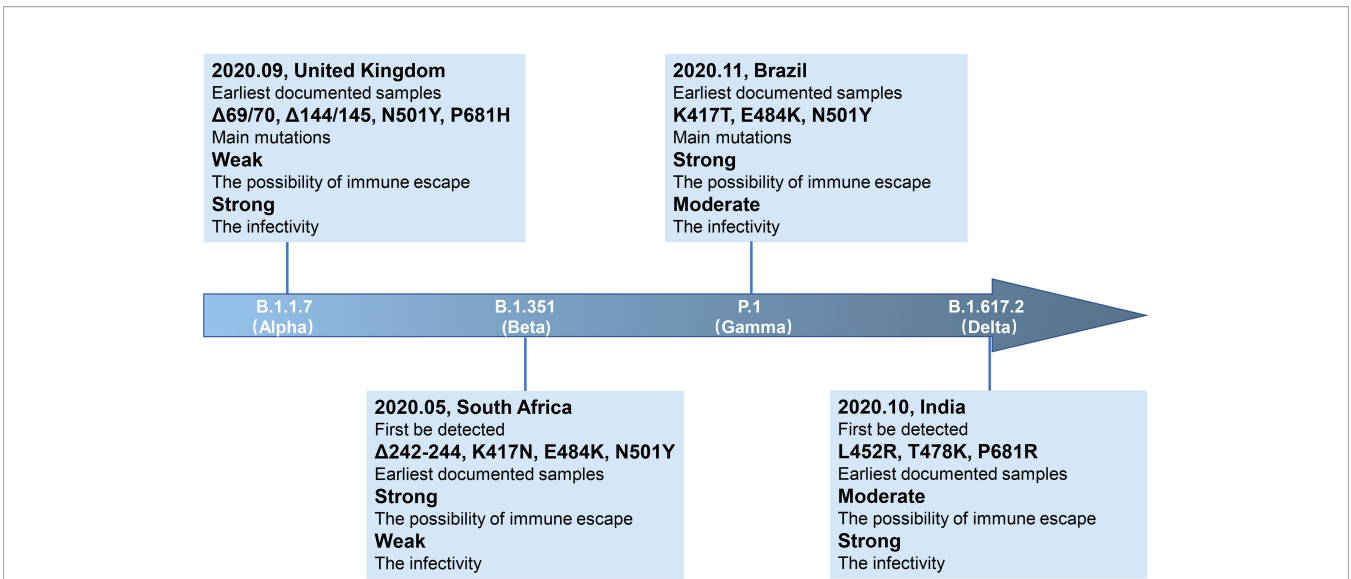 2020.09, United Kingdom
Earliest documented samples
Δ69/70, Δ144/145, N501Y, P681H
Main mutations
Weak
The possibility of immune escape
Strong
The infectivity
2020.11, Brazil
Earliest documented samples
K417T, E484K, N501Y
Main mutations
Strong
The possibility of immune escape
Moderate
The infectivity
B.1.1.7
(Alpha)
B.1.351
(Beta)
P.1
(Gamma)
B.1.617.2
(Delta)
2020.05, South Africa
First be detected
Δ242-244, K417N, E484K, N501Y
Earliest documented samples
Strong
The possibility of immune escape
Weak
The infectivity
2020.10, India
First be detected
L452R, T478K, P681R
Earliest documented samples
Moderate
The possibility of immune escape
Strong
The infectivity